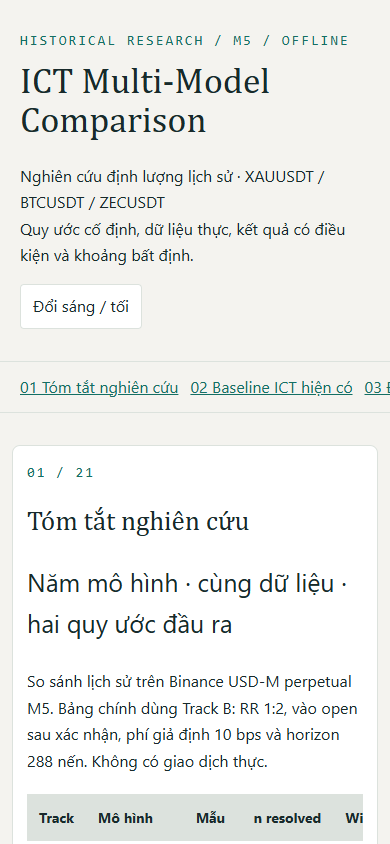 HISTORICAL RESEARCH / M5 / OFFLINE
ICT Multi-Model
Comparison
Nghiên cứu định lượng lịch sử · XAUUSDT /
BTCUSDT / ZECUSDT
Quy ước cố định, dữ liệu thực, kết quả có điều
kiện và khoảng bất định.
Đổi sáng / tối
01 Tóm tắt nghiên cứu 02 Baseline ICT hiện có 03
01 / 21
Tóm tắt nghiên cứu
Năm mô hình · cùng dữ liệu ·
hai quy ước đầu ra
So sánh lịch sử trên Binance USD-M perpetual
M5. Bảng chính dùng Track B: RR 1:2, vào open
sau xác nhận, phí giả định 10 bps và horizon
288 nến. Không có giao dịch thực.
Track Mô hình Mẫu n resolved